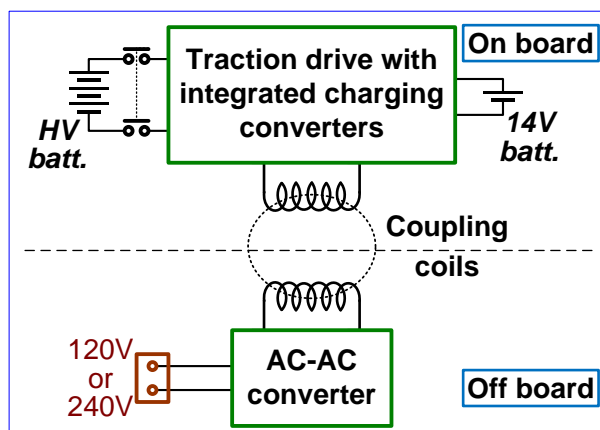 Traction drive with
integrated charging
converters
On board
HV
batt.
14V
batt.
Coupling
coils
120V
or
240V
AC-AC
converter
Off board